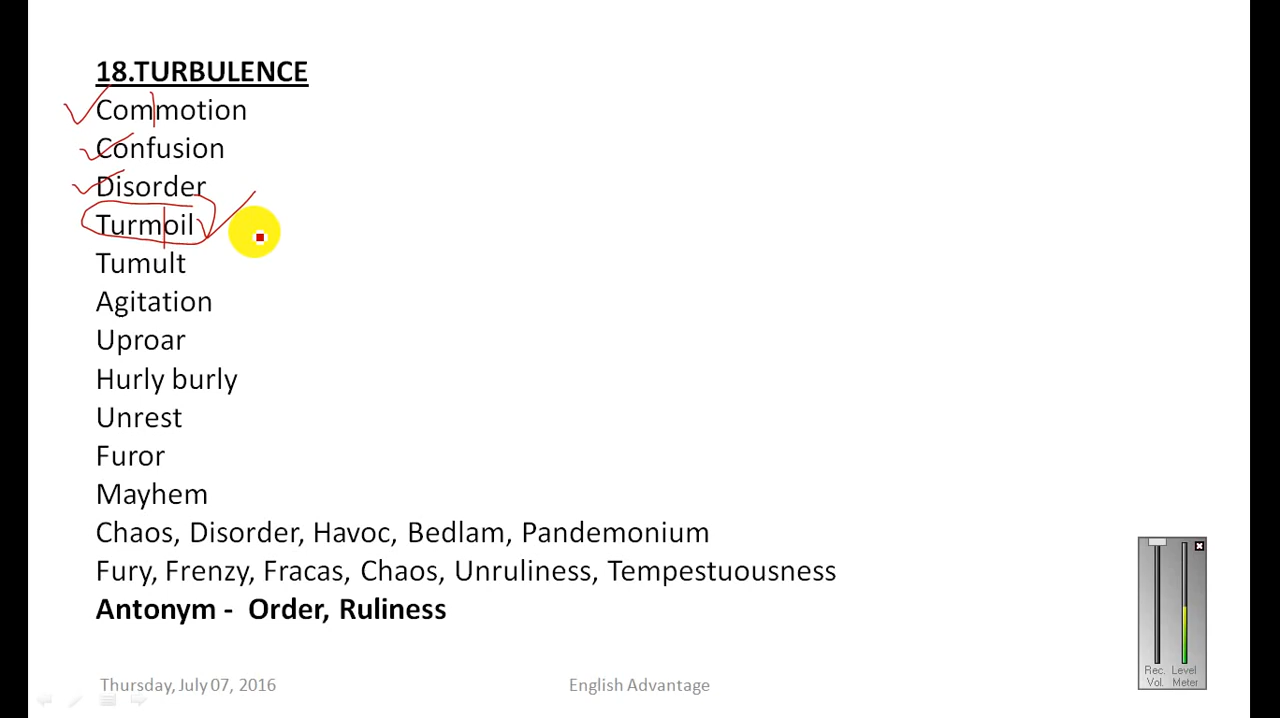 18.TURBULENCE
Commotion
Confusion
Disorder
Turmoil
Tumult
Agitation
Uproar
Hurly burly
Unrest
Furor
Mayhem
Chaos, Disorder, Havoc, Bedlam, Pandemonium
Fury, Frenzy, Fracas, Chaos, Unruliness, Tempestuousness
Antonym - Order, Ruliness
Thursday, July 07, 2016
English Advantage
Rec. Level
Vol. Meter